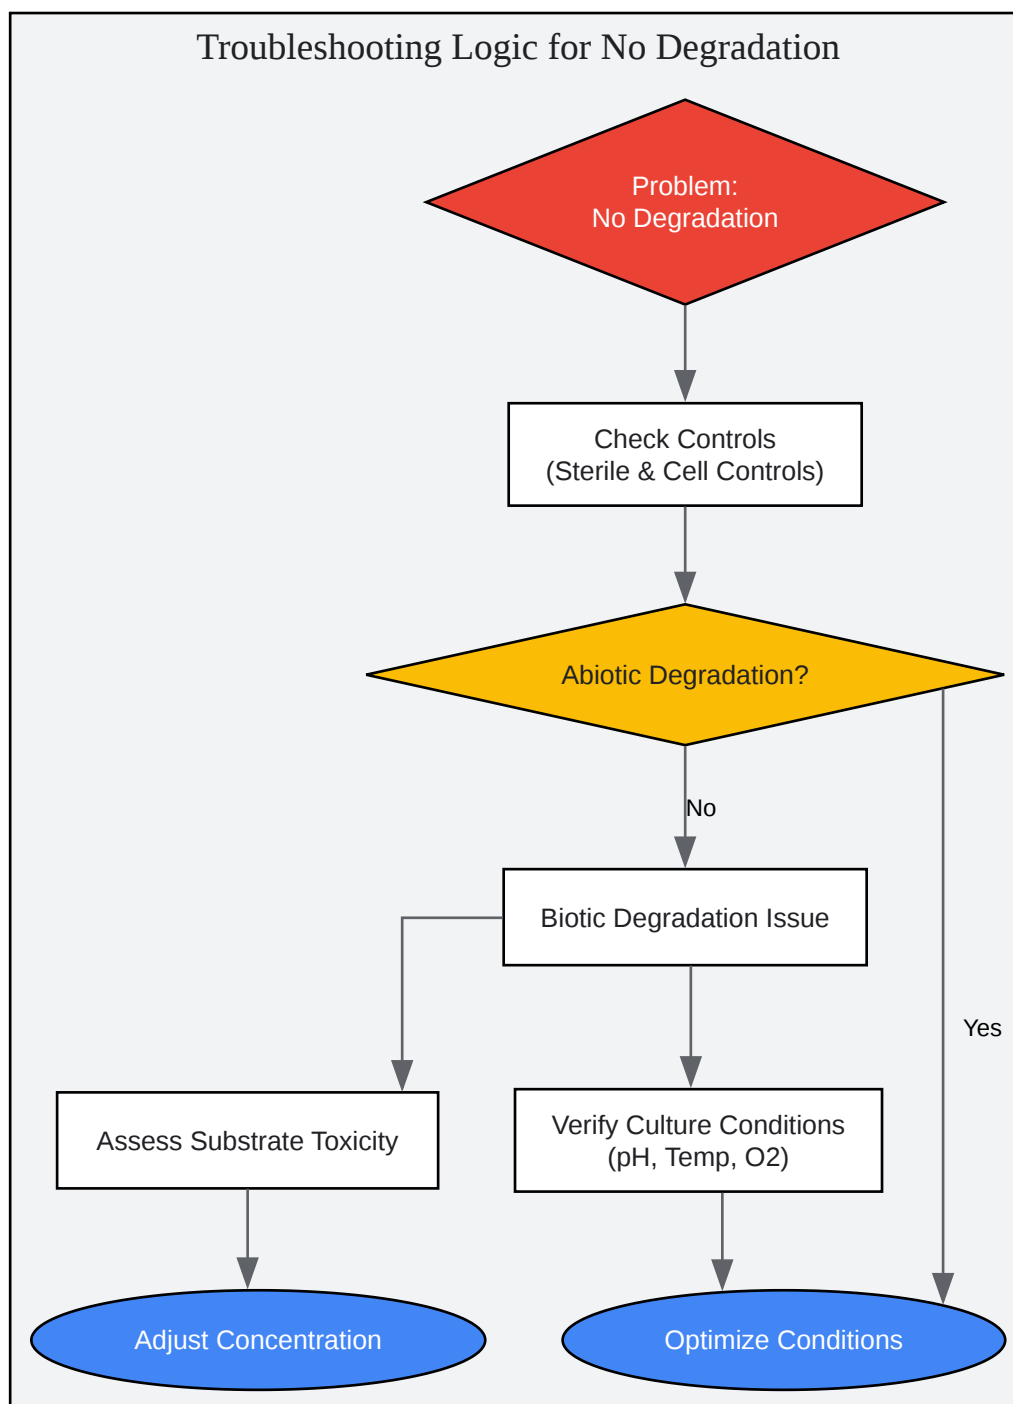 Troubleshooting Logic for No Degradation
Problem:
No Degradation
Check Controls
(Sterile & Cell Controls)
Abiotic Degradation?
No
Biotic Degradation Issue
Yes
Assess Substrate Toxicity
Verify Culture Conditions
(pH, Temp, O2)
Adjust Concentration
Optimize Conditions